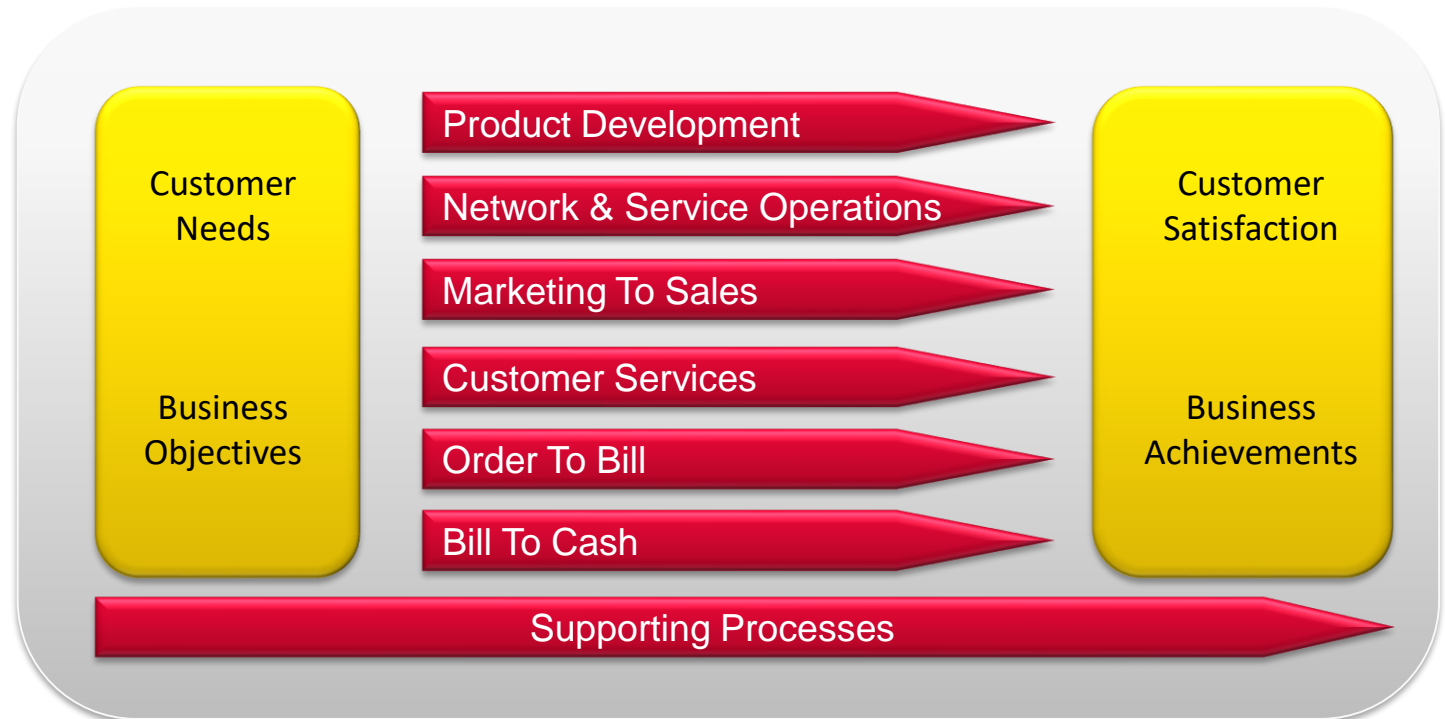 Customer
Needs
Business
Objectives
Product Development
Network & Service Operations
Marketing To Sales
Customer Services
Order To Bill
Bill To Cash
Customer
Satisfaction
Business
Achievements
Supporting Processes